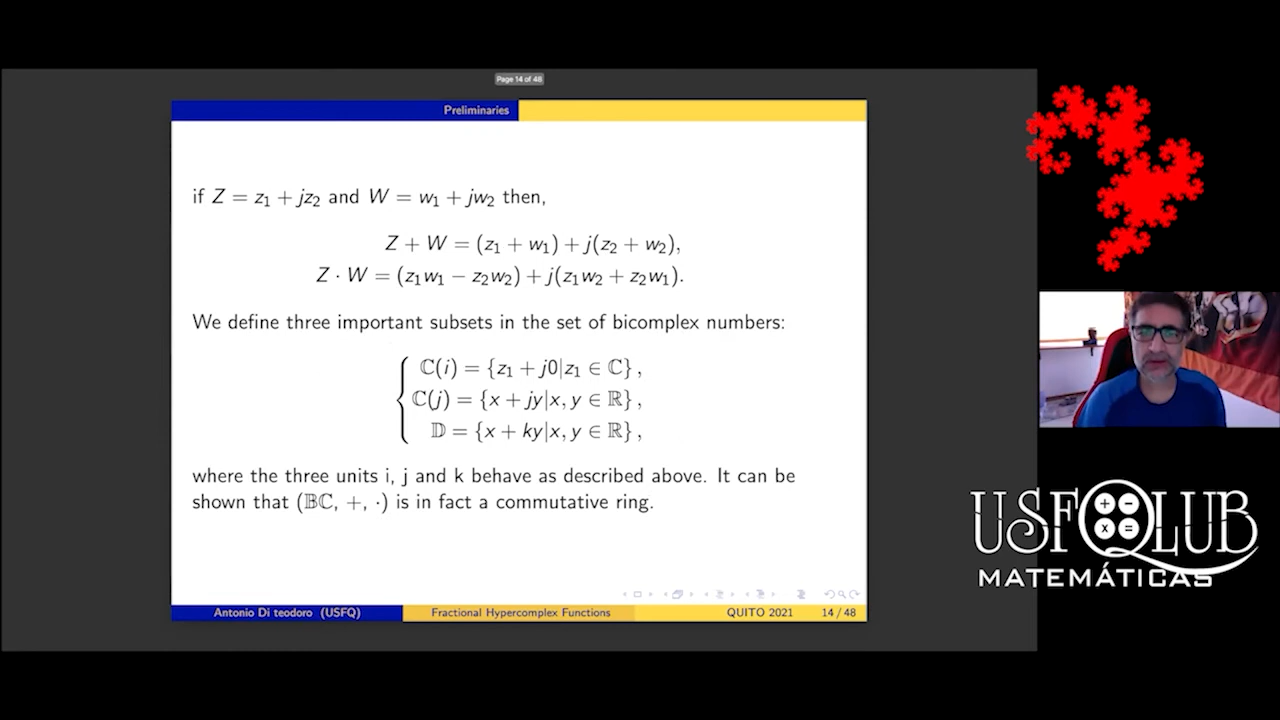 Page 14 of 48
Preliminaries
if Z = z₁ + jz₂ and W = w₁ + jw₂ then,
Z + W = (z₁ + w₁) + j(z₂ + w₂),
Z · W = (z₁w₁ − z₂w₂) + j(z₁w₂ + z₂w₁).
We define three important subsets in the set of bicomplex numbers:
ℂ(i) = {z₁ + j0|z₁ ∈ ℂ} ,
ℂ(j) = {x + jy|x, y ∈ ℝ} ,
𝔻 = {x + ky|x, y ∈ ℝ} ,
where the three units i, j and k behave as described above. It can be
shown that (𝔹ℂ, +, ·) is in fact a commutative ring.
Antonio Di teodoro (USFQ) Fractional Hypercomplex Functions QUITO 2021 14 / 48
USFQLUB
+ −
x =
MATEMÁTICAS